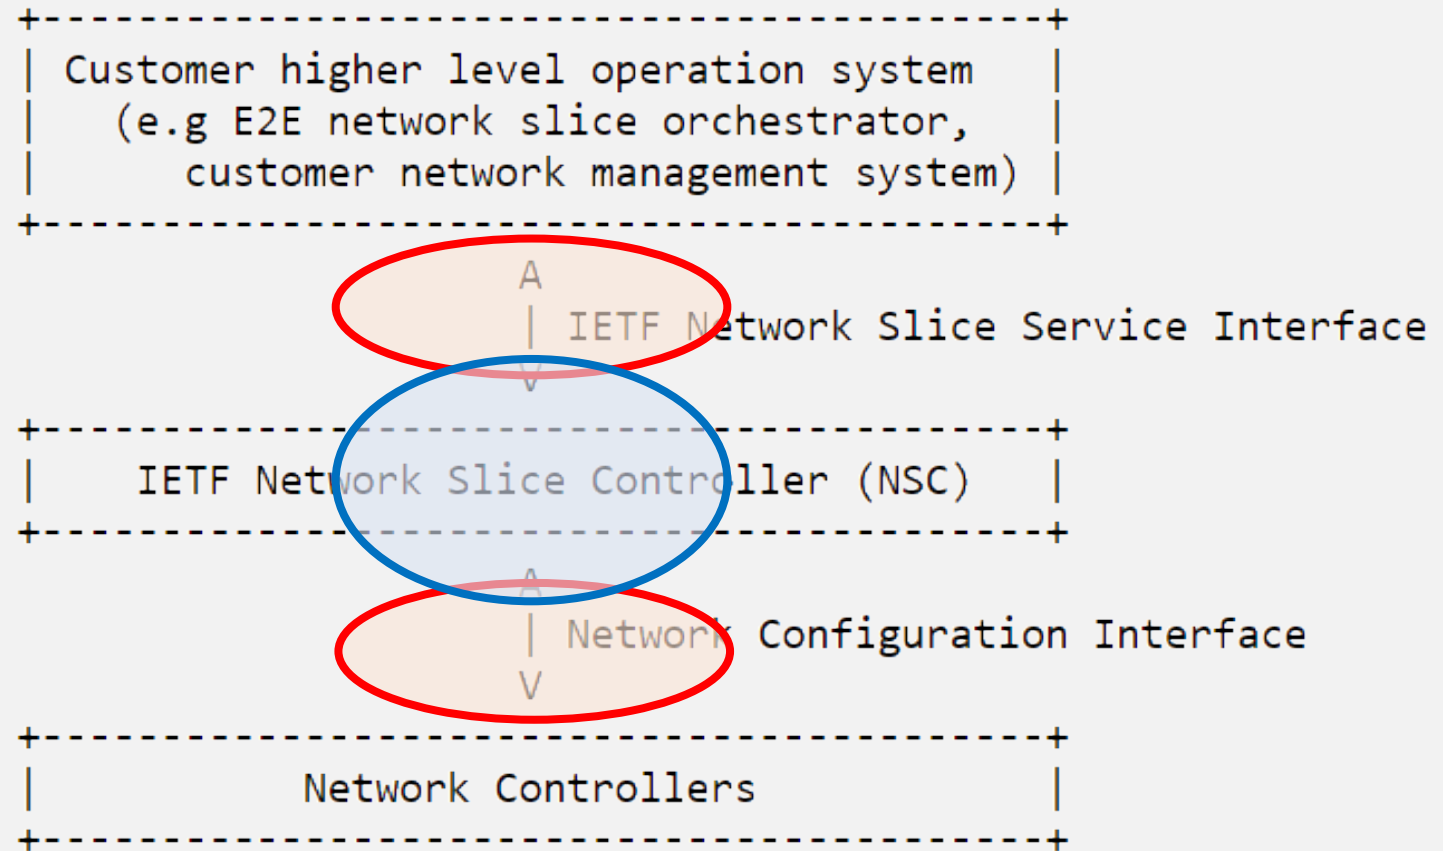 +------------------------------------------+
| Customer higher level operation system |
| (e.g E2E network slice orchestrator, |
| customer network management system) |
+------------------------------------------+
A
| IETF Network Slice Service Interface
V
+------------------------------------------+
| IETF Network Slice Controller (NSC) |
+------------------------------------------+
A
| Network Configuration Interface
V
+------------------------------------------+
| Network Controllers |
+------------------------------------------+